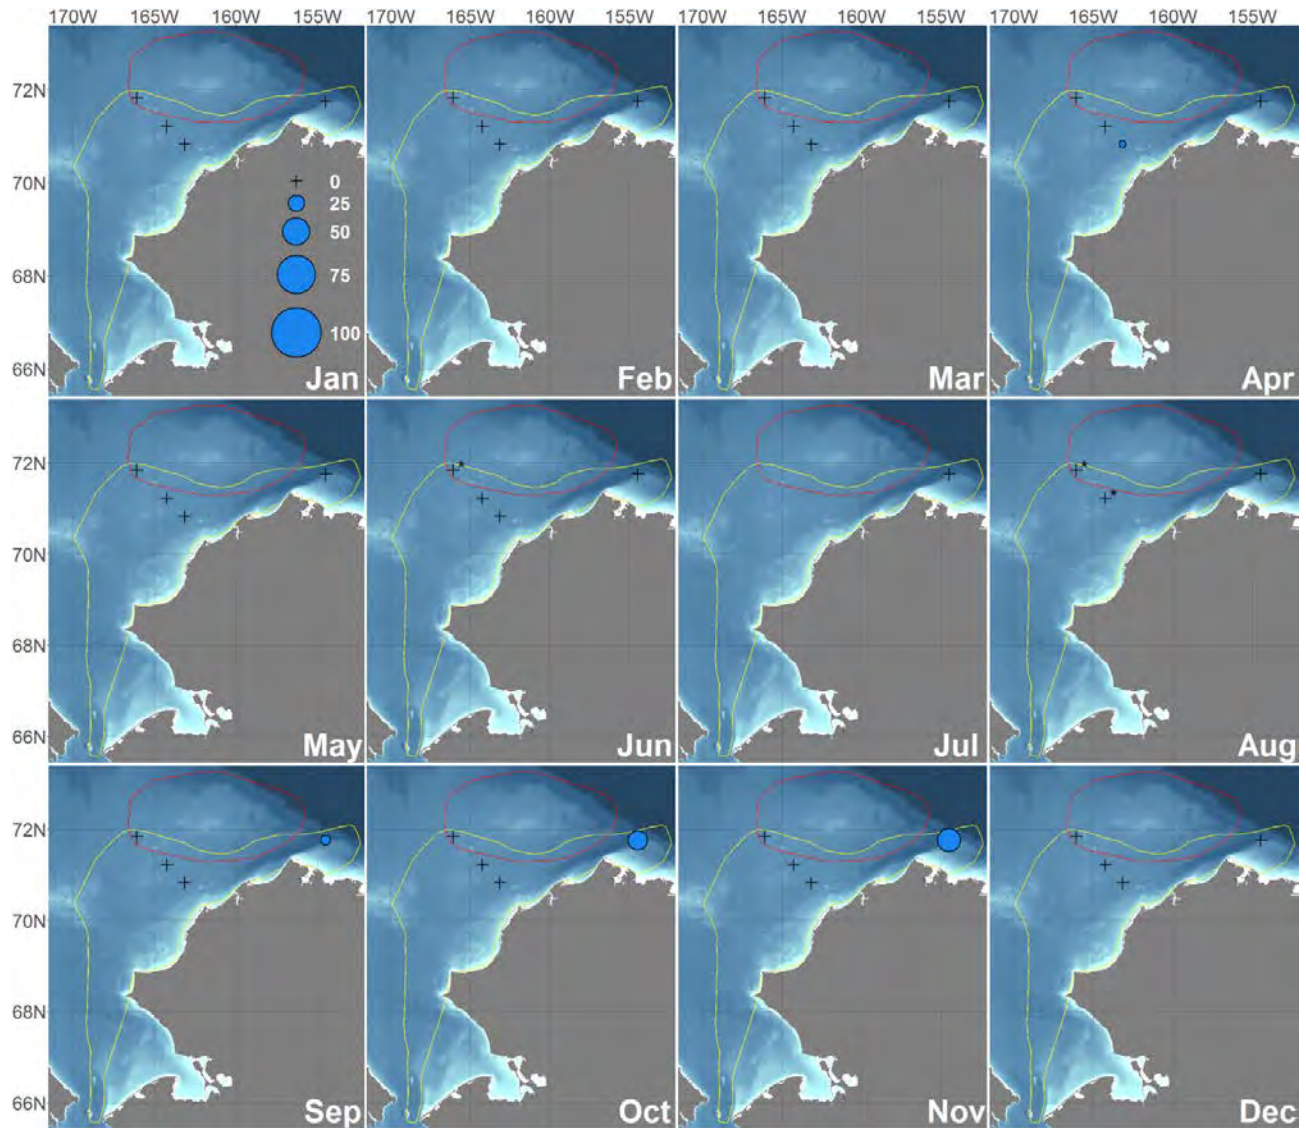 170W 165W 160W 155W 170W 165W 160W 155W 170W 165W 160W 155W 170W 165W 160W 155W
72N
70N
68N
66N
0
25
50
75
100
Jan Feb Mar Apr
72N
70N
68N
66N
May Jun Jul Aug
72N
70N
68N
66N
Sep Oct Nov Dec